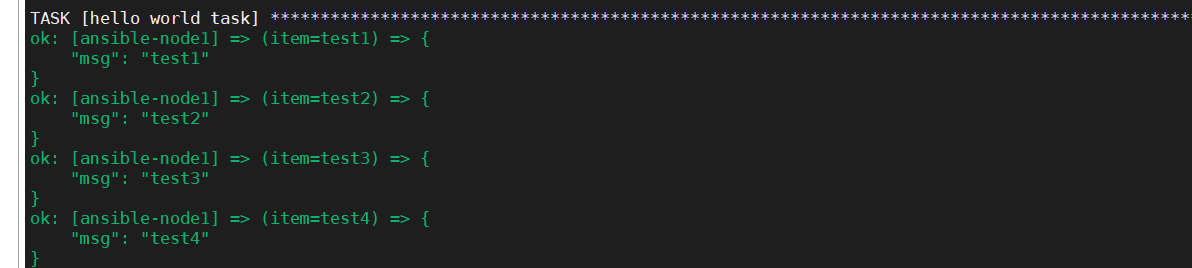 TASK [hello world task] ********************************************************************************************
ok: [ansible-node1] => (item=test1) => {
    "msg": "test1"
}
ok: [ansible-node1] => (item=test2) => {
    "msg": "test2"
}
ok: [ansible-node1] => (item=test3) => {
    "msg": "test3"
}
ok: [ansible-node1] => (item=test4) => {
    "msg": "test4"
}